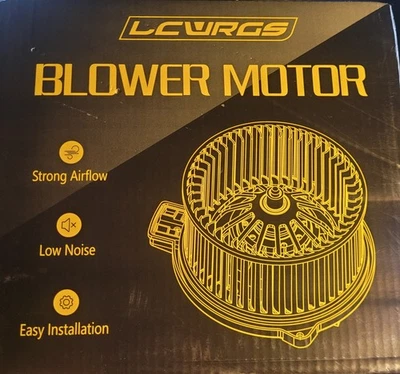 LCWRGS
BLOWER MOTOR
Strong Airflow
Low Noise
Easy Installation